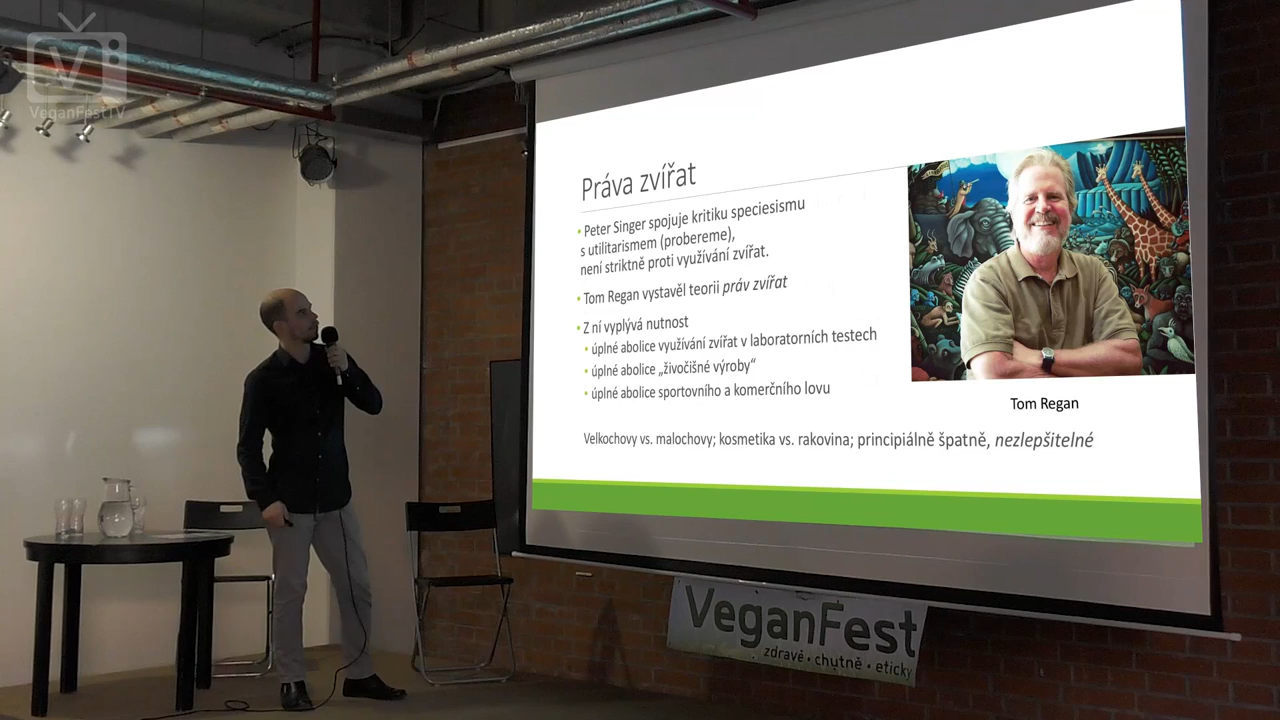 VeganFestTV
Práva zvířat
• Peter Singer spojuje kritiku speciesismu
s utilitarismem (probereme),
není striktně proti využívání zvířat.
• Tom Regan vystavěl teorii práv zvířat
• Z ní vyplývá nutnost
• úplné abolice využívání zvířat v laboratorních testech
• úplné abolice „živočišné výroby“
• úplné abolice sportovního a komerčního lovu
Tom Regan
Velkochovy vs. malochovy; kosmetika vs. rakovina; principiálně špatně, nezlepšitelné
VeganFest
zdravě • chutně • eticky